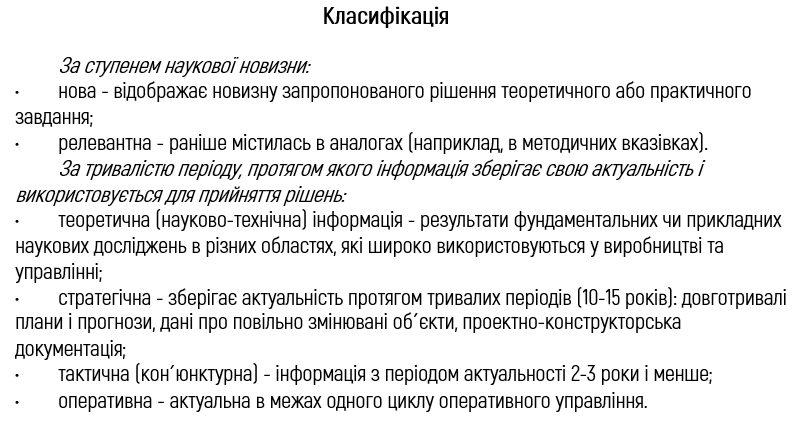 Класифікація
За ступенем наукової новизни:
· нова - відображає новизну запропонованого рішення теоретичного або практичного
завдання;
· релевантна - раніше містилась в аналогах (наприклад, в методичних вказівках).
За тривалістю періоду, протягом якого інформація зберігає свою актуальність і
використовується для прийняття рішень:
· теоретична (науково-технічна) інформація - результати фундаментальних чи прикладних
наукових досліджень в різних областях, які широко використовуються у виробництві та
управлінні;
· стратегічна - зберігає актуальність протягом тривалих періодів (10-15 років): довготривалі
плани і прогнози, дані про повільно змінювані об´єкти, проектно-конструкторська
документація;
· тактична (кон´юнктурна) - інформація з періодом актуальності 2-3 роки і менше;
· оперативна - актуальна в межах одного циклу оперативного управління.